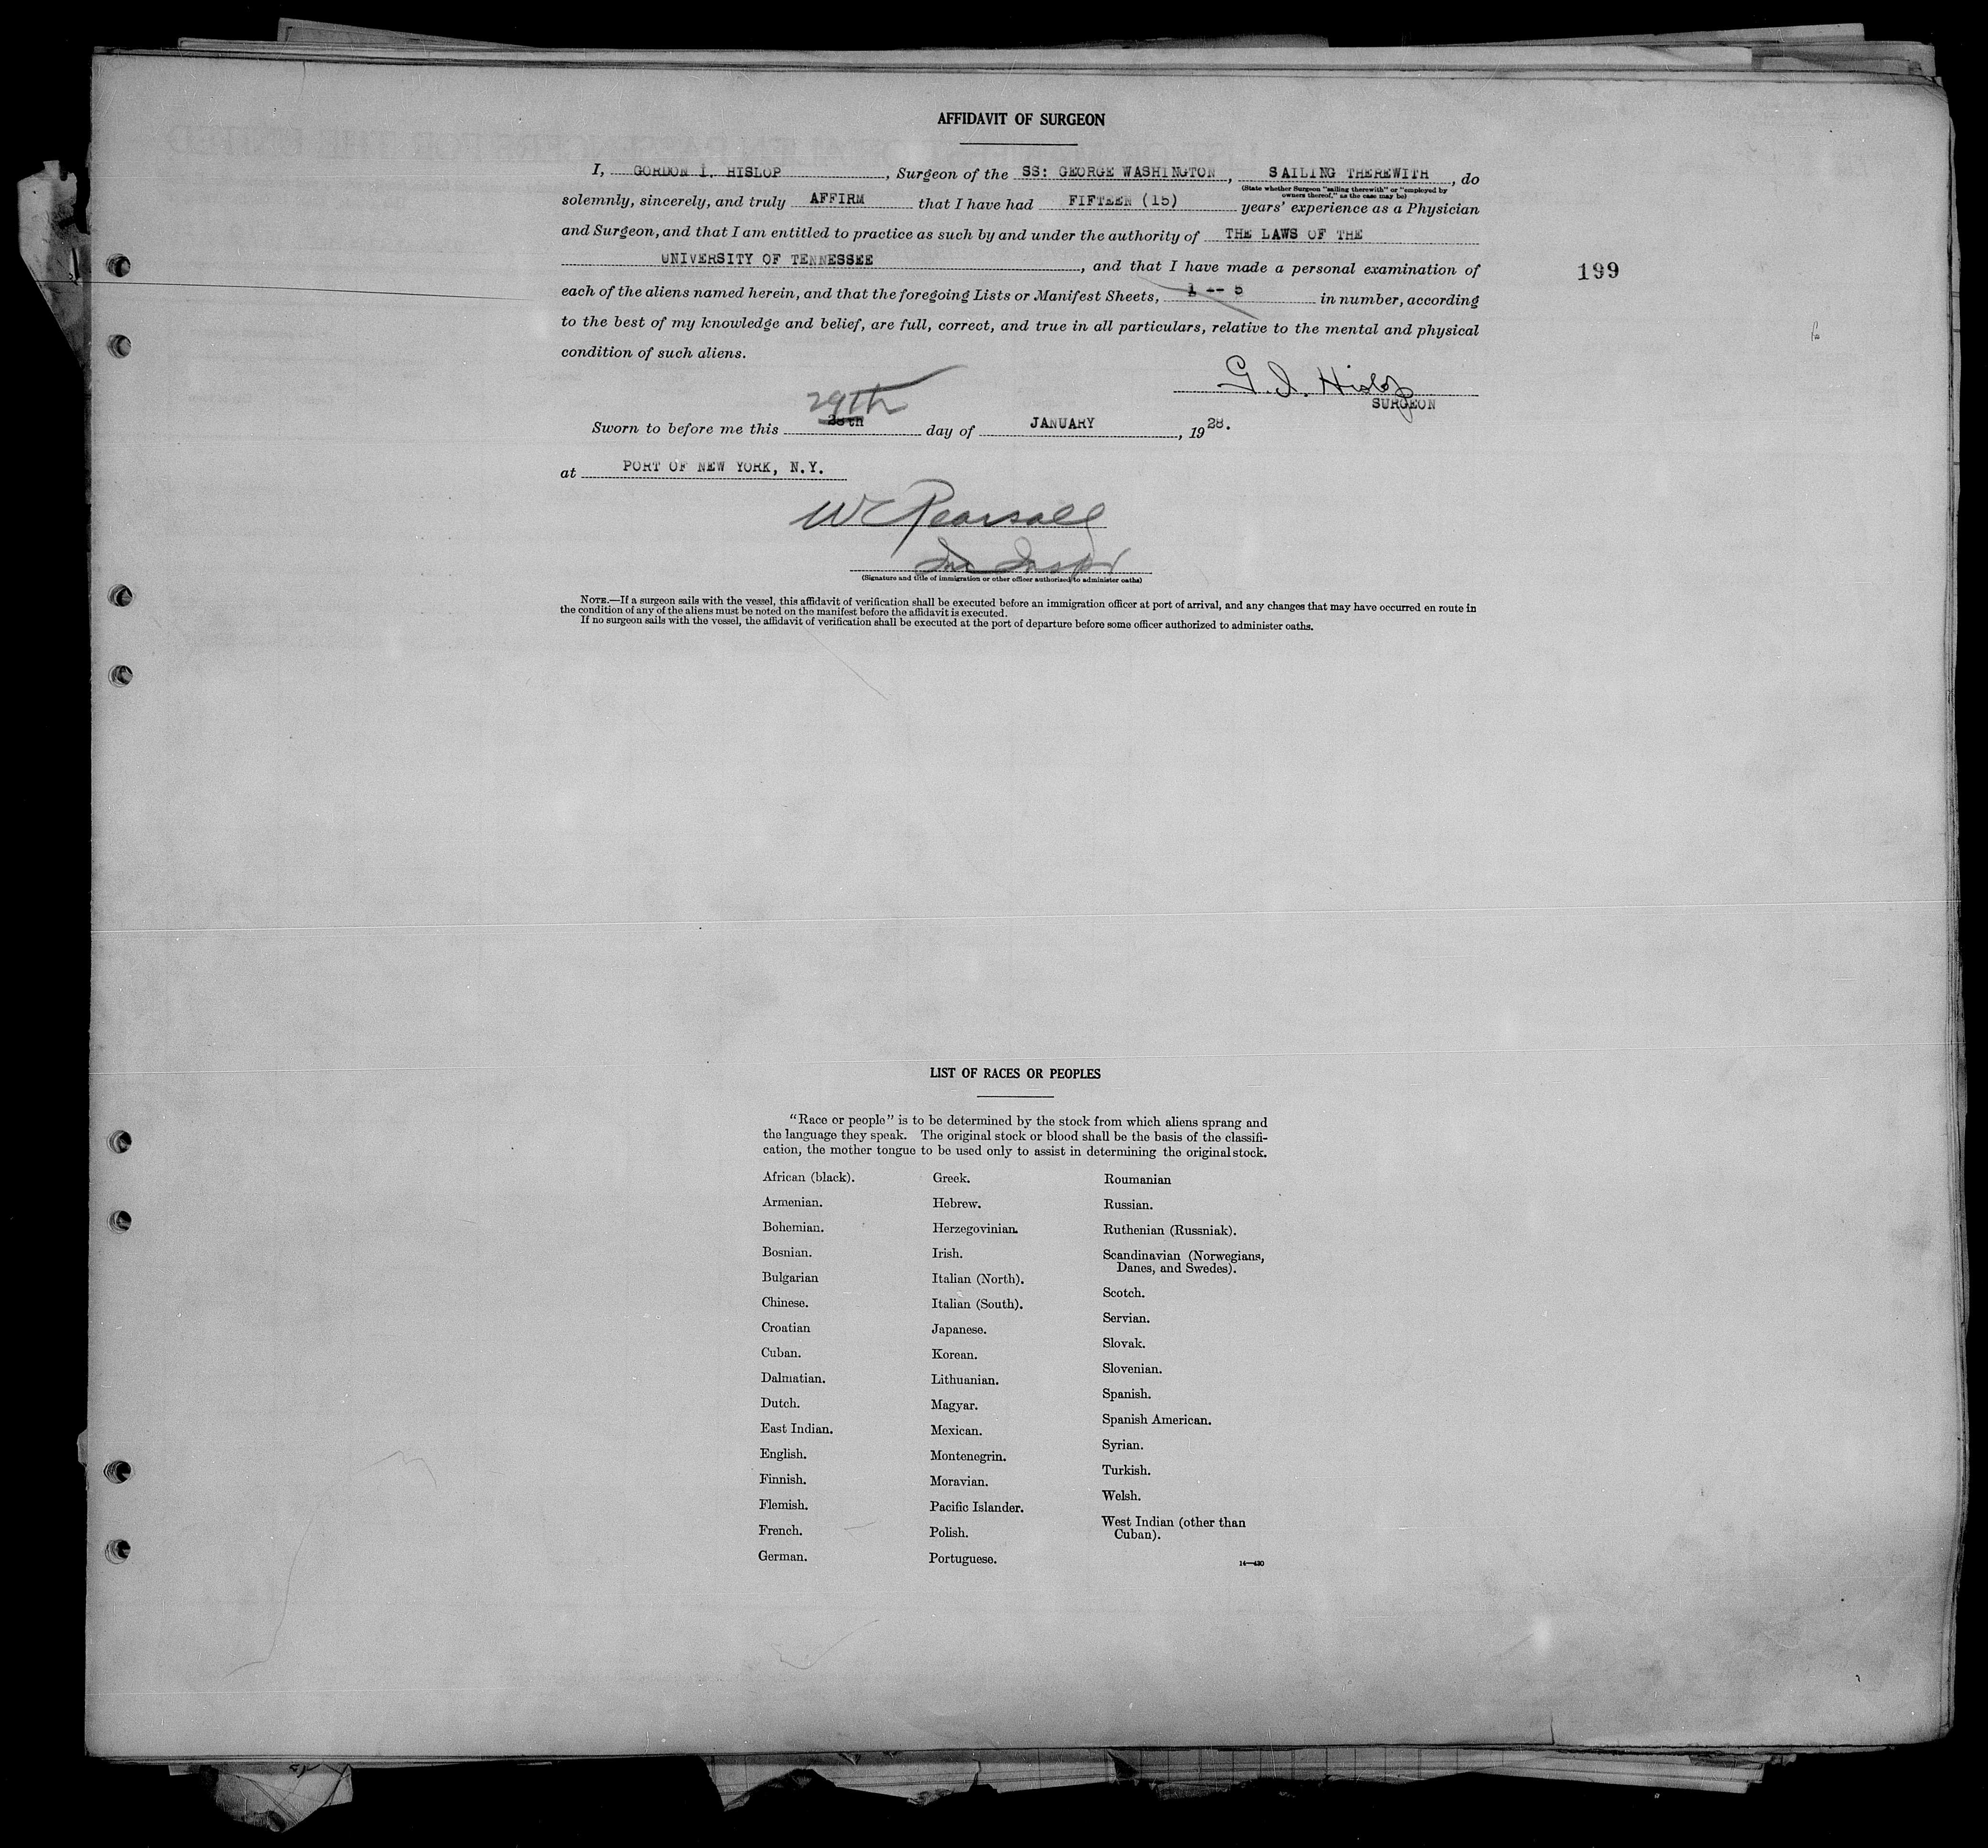 AFFIDAVIT OF SURGEON
I, GORDON I. HISLOP, Surgeon of the SS: GEORGE WASHINGTON, SAILING THEREWITH, do
(State whether Surgeon "sailing therewith" or "employed by
owners thereof," as the case may be)
solemnly, sincerely, and truly AFFIRM that I have had FIFTEEN (15) years' experience as a Physician
and Surgeon, and that I am entitled to practice as such by and under the authority of THE LAWS OF THE
UNIVERSITY OF TENNESSEE, and that I have made a personal examination of
199
each of the aliens named herein, and that the foregoing Lists or Manifest Sheets, 1 -- 5 in number, according
to the best of my knowledge and belief, are full, correct, and true in all particulars, relative to the mental and physical
condition of such aliens.
G. I. Hislop
SURGEON
29th
Sworn to before me this 28th day of JANUARY, 1928.
at PORT OF NEW YORK, N.Y.
W C Pearsall
(Signature and title of immigration or other officer authorized to administer oaths)
NOTE.—If a surgeon sails with the vessel, this affidavit of verification shall be executed before an immigration officer at port of arrival, and any changes that may have occurred en route in
the condition of any of the aliens must be noted on the manifest before the affidavit is executed.
If no surgeon sails with the vessel, the affidavit of verification shall be executed at the port of departure before some officer authorized to administer oaths.
LIST OF RACES OR PEOPLES
"Race or people" is to be determined by the stock from which aliens sprang and
the language they speak. The original stock or blood shall be the basis of the classifi-
cation, the mother tongue to be used only to assist in determining the original stock.
African (black).
Armenian.
Bohemian.
Bosnian.
Bulgarian
Chinese.
Croatian
Cuban.
Dalmatian.
Dutch.
East Indian.
English.
Finnish.
Flemish.
French.
German.
Greek.
Hebrew.
Herzegovinian.
Irish.
Italian (North).
Italian (South).
Japanese.
Korean.
Lithuanian.
Magyar.
Mexican.
Montenegrin.
Moravian.
Pacific Islander.
Polish.
Portuguese.
Roumanian
Russian.
Ruthenian (Russniak).
Scandinavian (Norwegians,
Danes, and Swedes).
Scotch.
Servian.
Slovak.
Slovenian.
Spanish.
Spanish American.
Syrian.
Turkish.
Welsh.
West Indian (other than
Cuban).
14—430